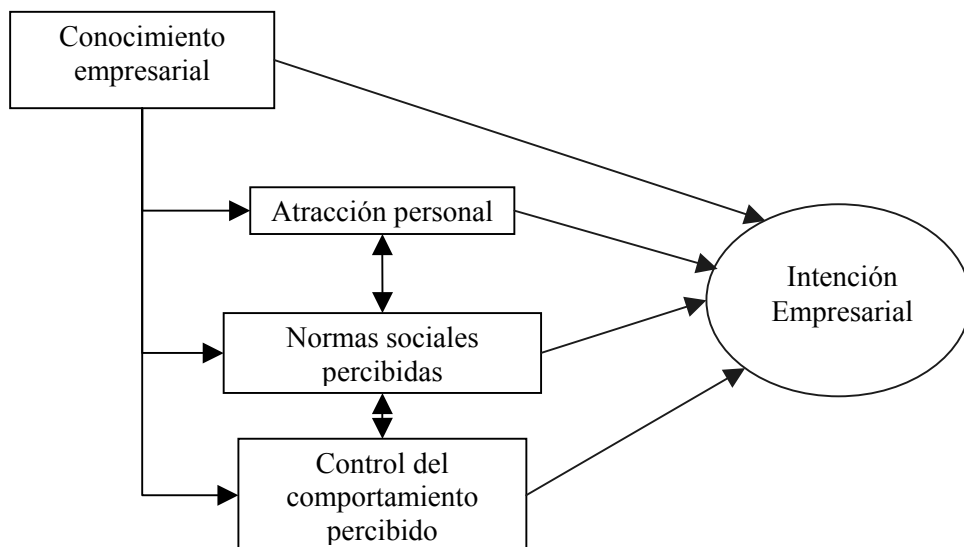 Conocimiento
empresarial
Atracción personal
Normas sociales
percibidas
Control del
comportamiento
percibido
Intención
Empresarial